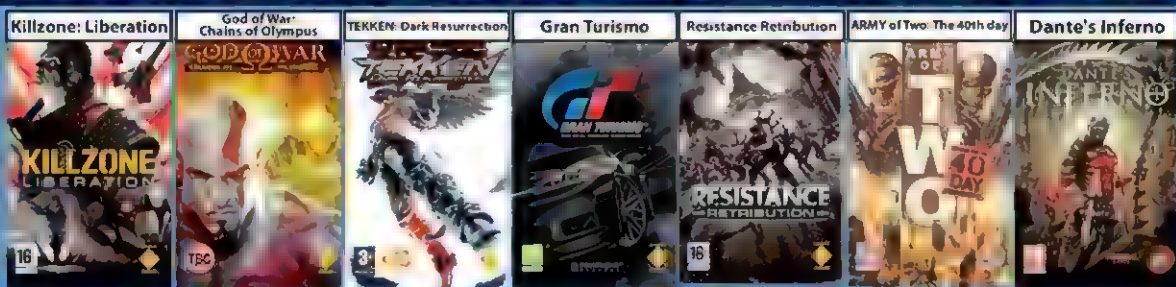 Killzone: Liberation
God of War:
Chains of Olympus
TEKKEN: Dark Resurrection
Gran Turismo
Resistance Retribution
ARMY of Two: The 40th day
Dante's Inferno
KILLZONE
LIBERATION
16
GOD OF WAR
TBC
TEKKEN
3
GT
GRAN TURISMO
RESISTANCE
RETRIBUTION
16
ARMY
OF
TWO
40
DAY
DANTE'S
INFERNO